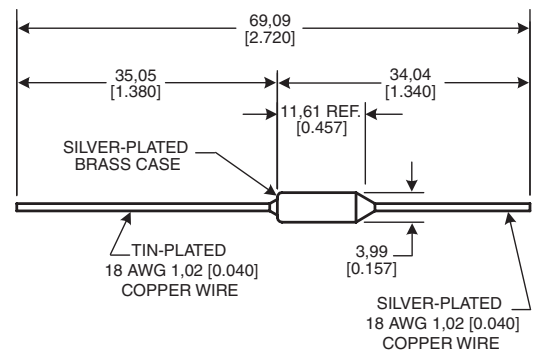 69,09
[2.720]
35,05
[1.380]
34,04
[1.340]
11,61 REF.
[0.457]
SILVER-PLATED
BRASS CASE
TIN-PLATED
18 AWG 1,02 [0.040]
COPPER WIRE
3,99
[0.157]
SILVER-PLATED
18 AWG 1,02 [0.040]
COPPER WIRE